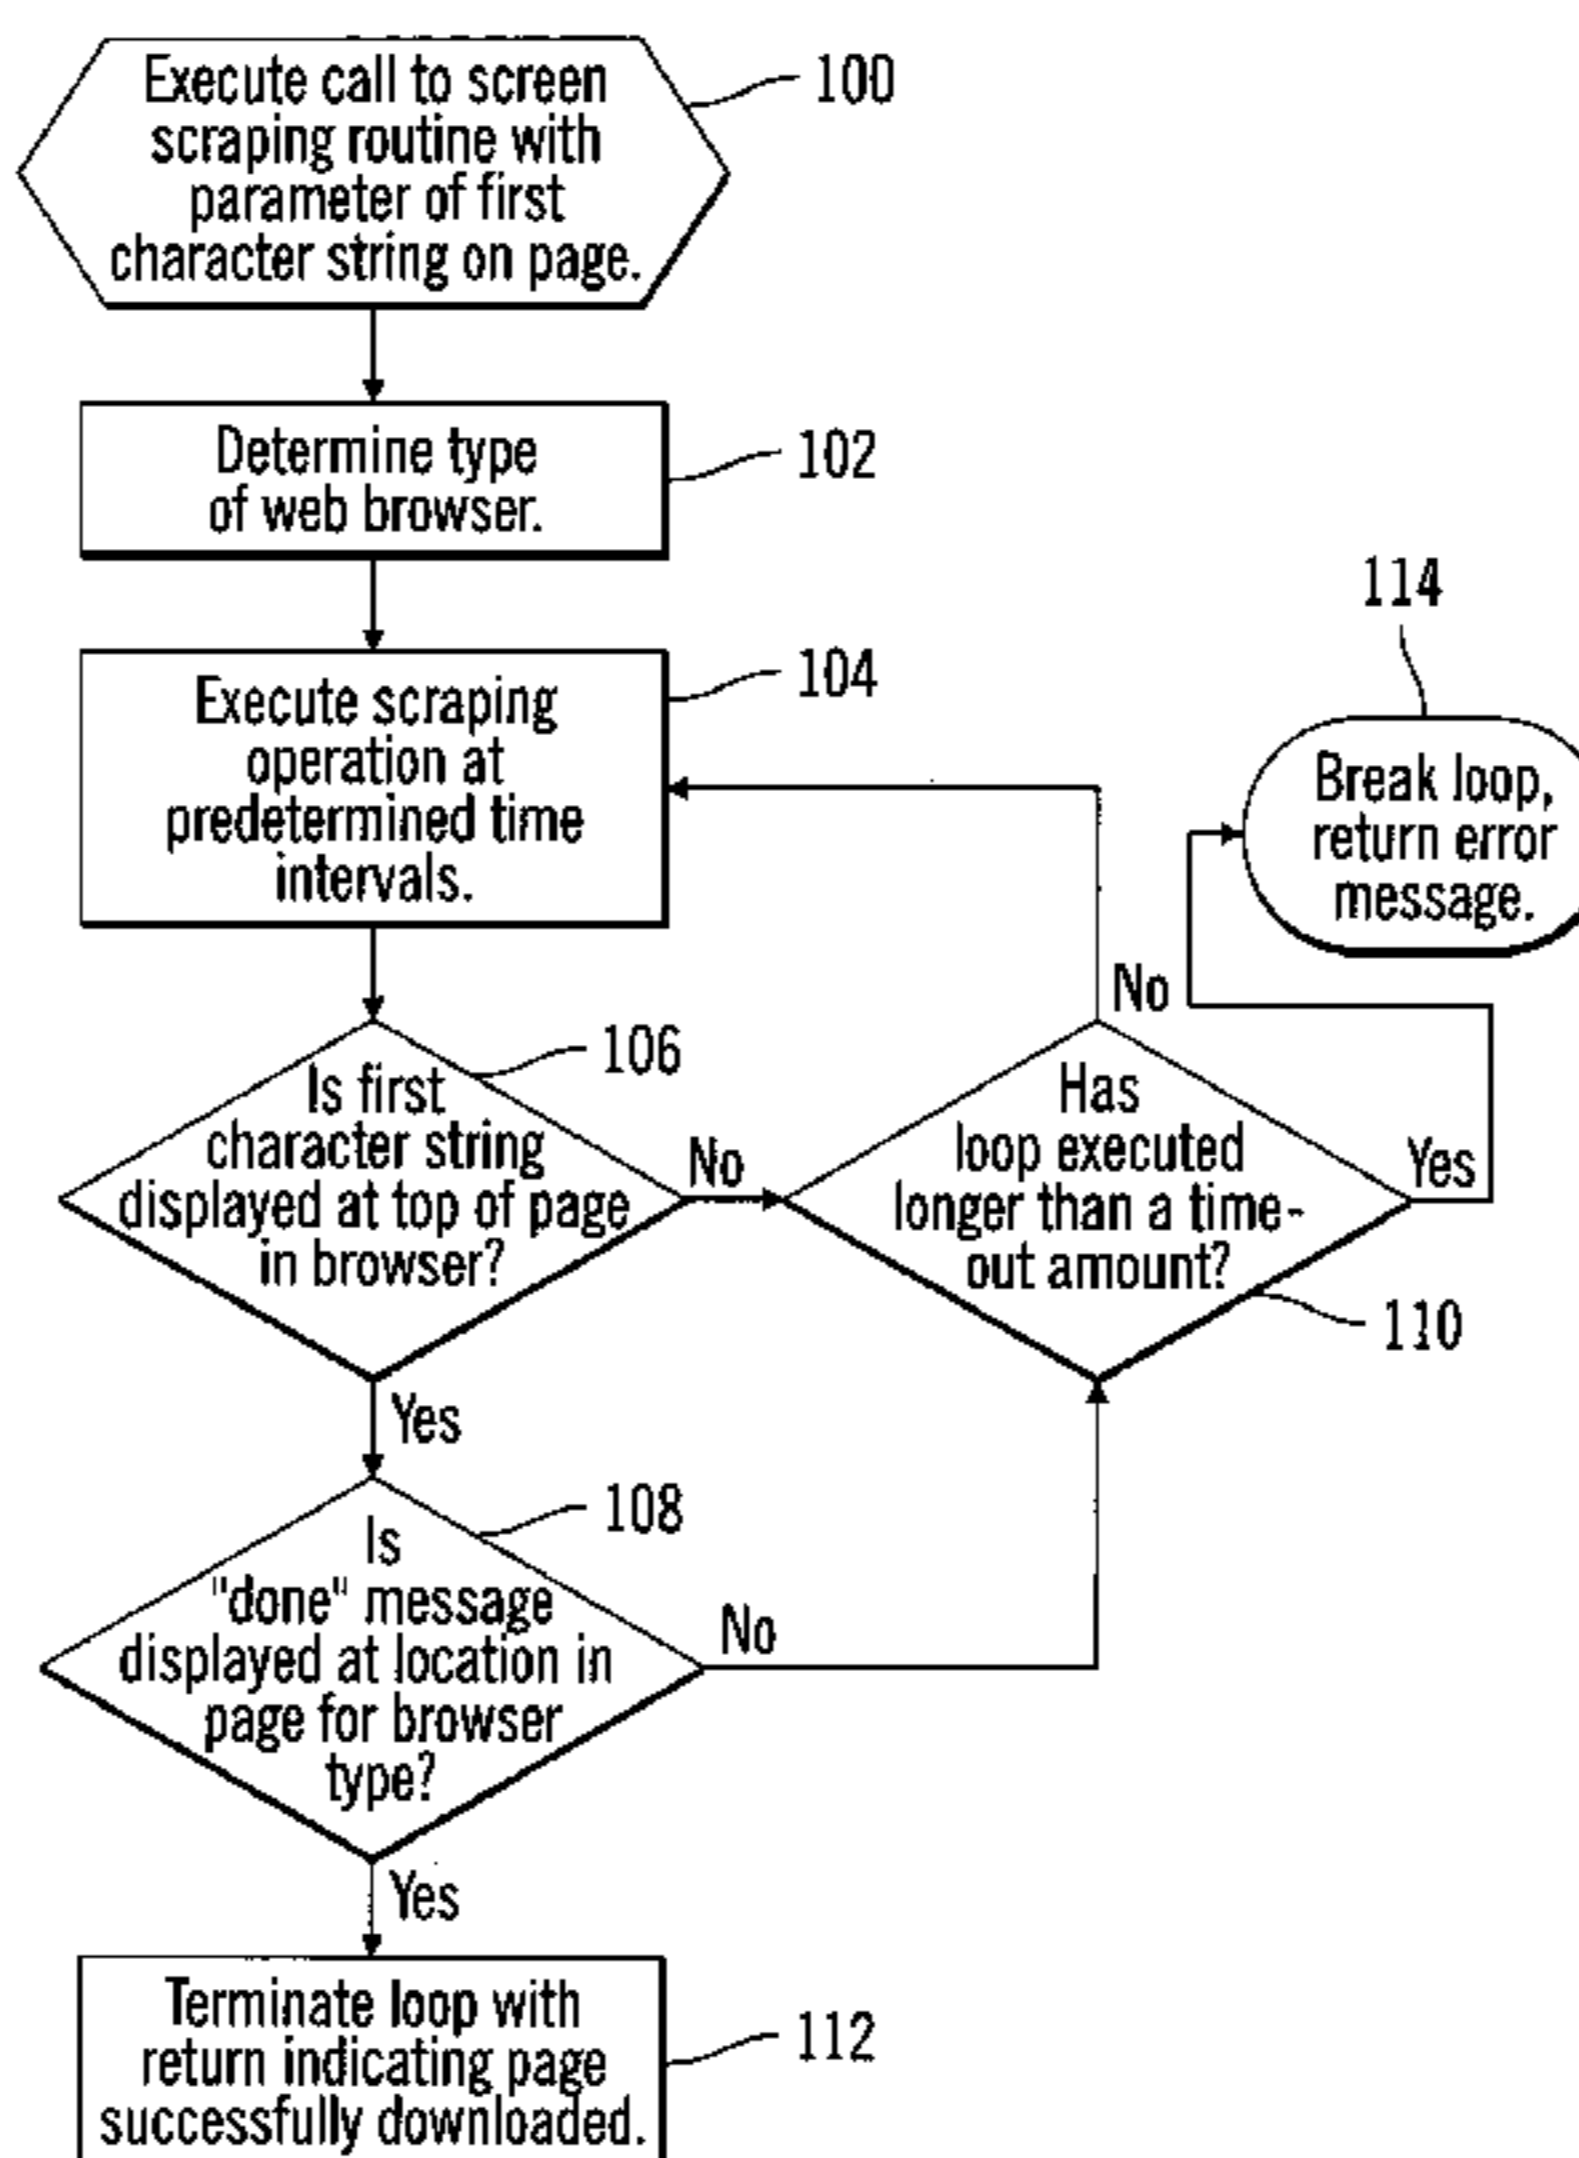 Execute call to screen
scraping routine with
parameter of first
character string on page.
100
Determine type
of web browser.
102
Execute scraping
operation at
predetermined time
intervals.
104
114
Break loop,
return error
message.
Is first
character string
displayed at top of page
in browser?
106
No
Yes
Has
loop executed
longer than a time-
out amount?
110
No
Yes
Is
"done" message
displayed at location in
page for browser
type?
108
No
Yes
Terminate loop with
return indicating page
successfully downloaded.
112